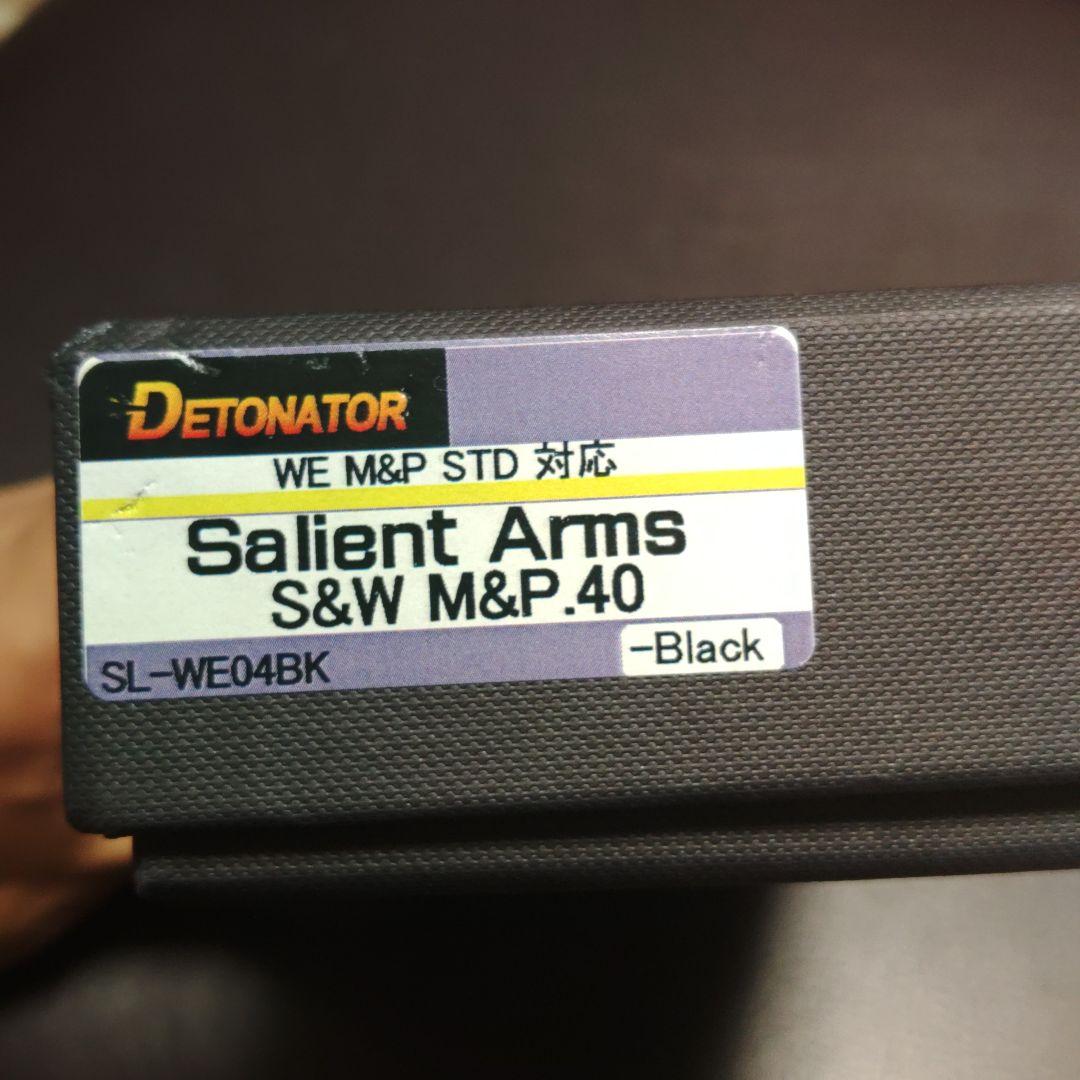 DETONATOR
WE M&P STD 対応
Salient Arms
S&W M&P.40
SL-WE04BK
-Black